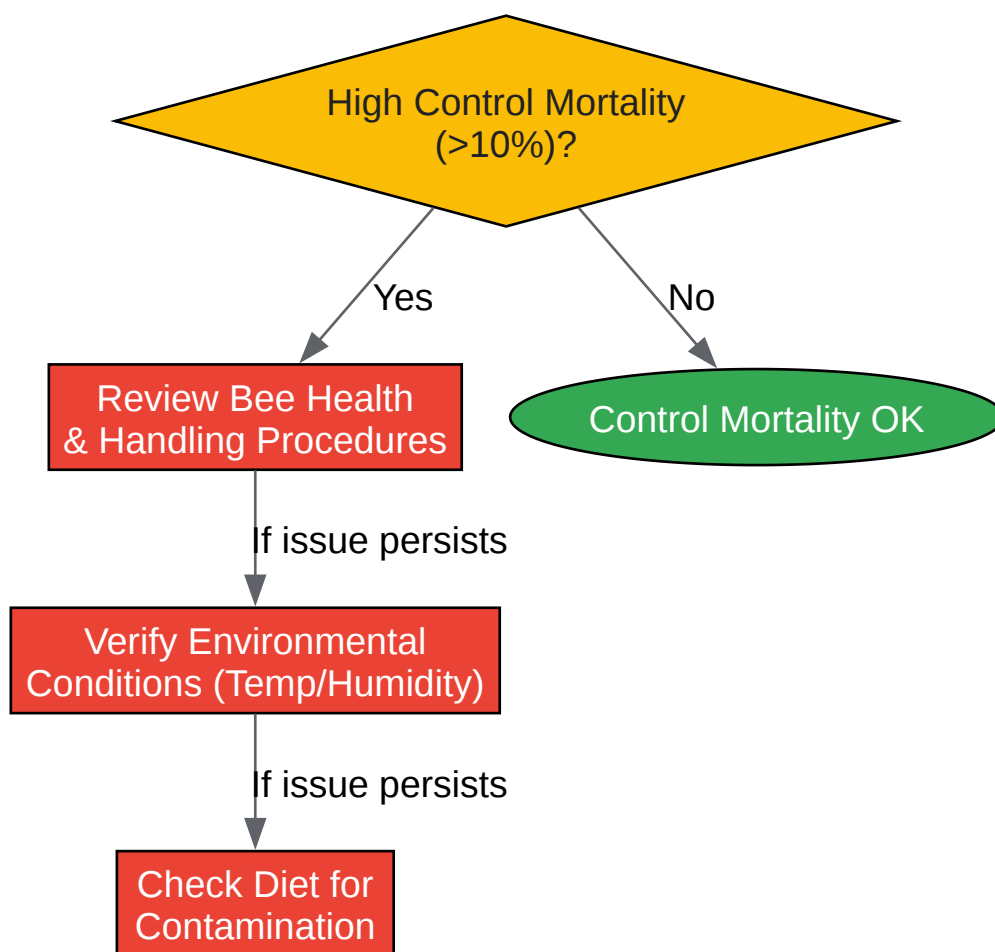 High Control Mortality
(>10%)?
Yes
No
Review Bee Health
& Handling Procedures
Control Mortality OK
If issue persists
Verify Environmental
Conditions (Temp/Humidity)
If issue persists
Check Diet for
Contamination